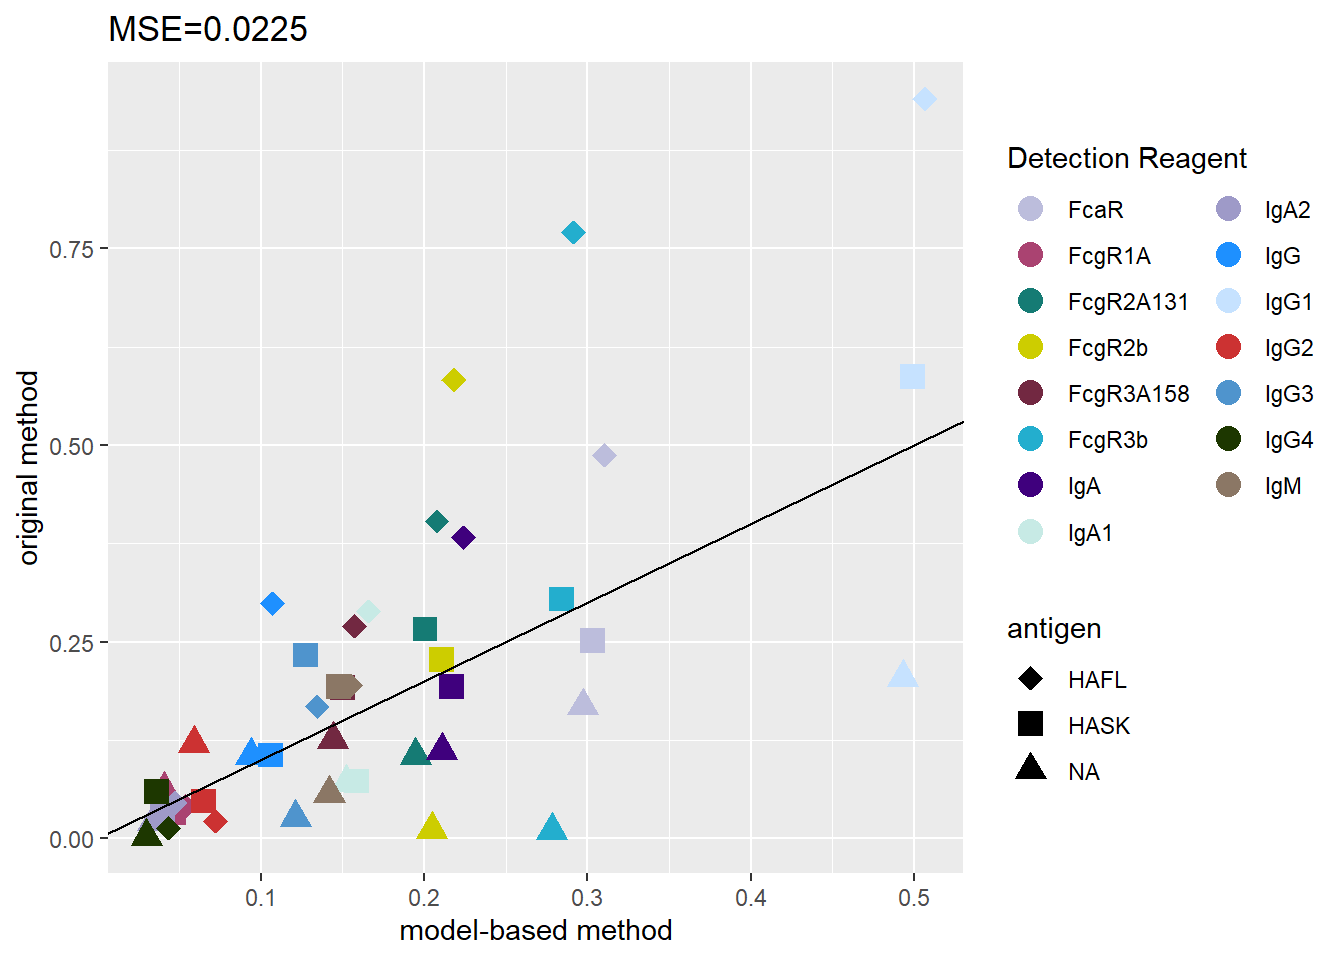 MSE=0.0225
original method
0.75
0.50
0.25
0.00
0.1 0.2 0.3 0.4 0.5
model-based method
Detection Reagent
FcaR IgA2
FcgR1A IgG
FcgR2A131 IgG1
FcgR2b IgG2
FcgR3A158 IgG3
FcgR3b IgG4
IgA IgM
IgA1
antigen
HAFL
HASK
NA